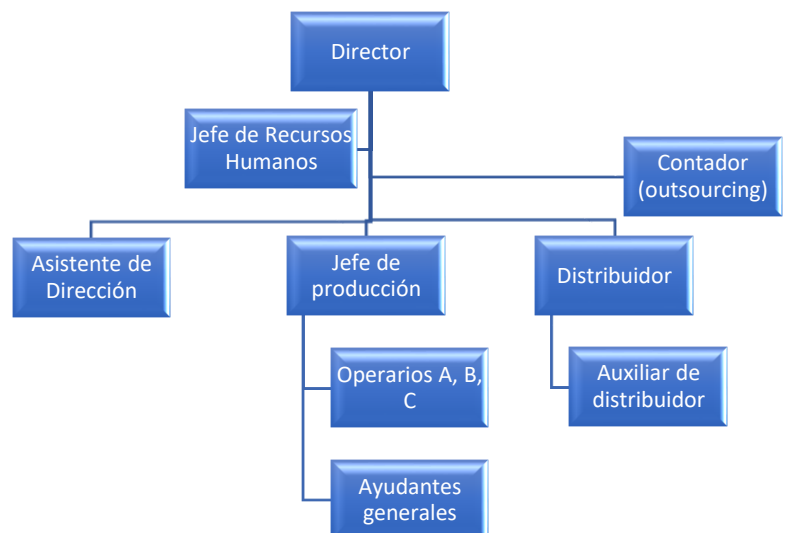 Director
Jefe de Recursos
Humanos
Contador
(outsourcing)
Asistente de
Dirección
Jefe de
producción
Distribuidor
Operarios A, B,
C
Auxiliar de
distribuidor
Ayudantes
generales